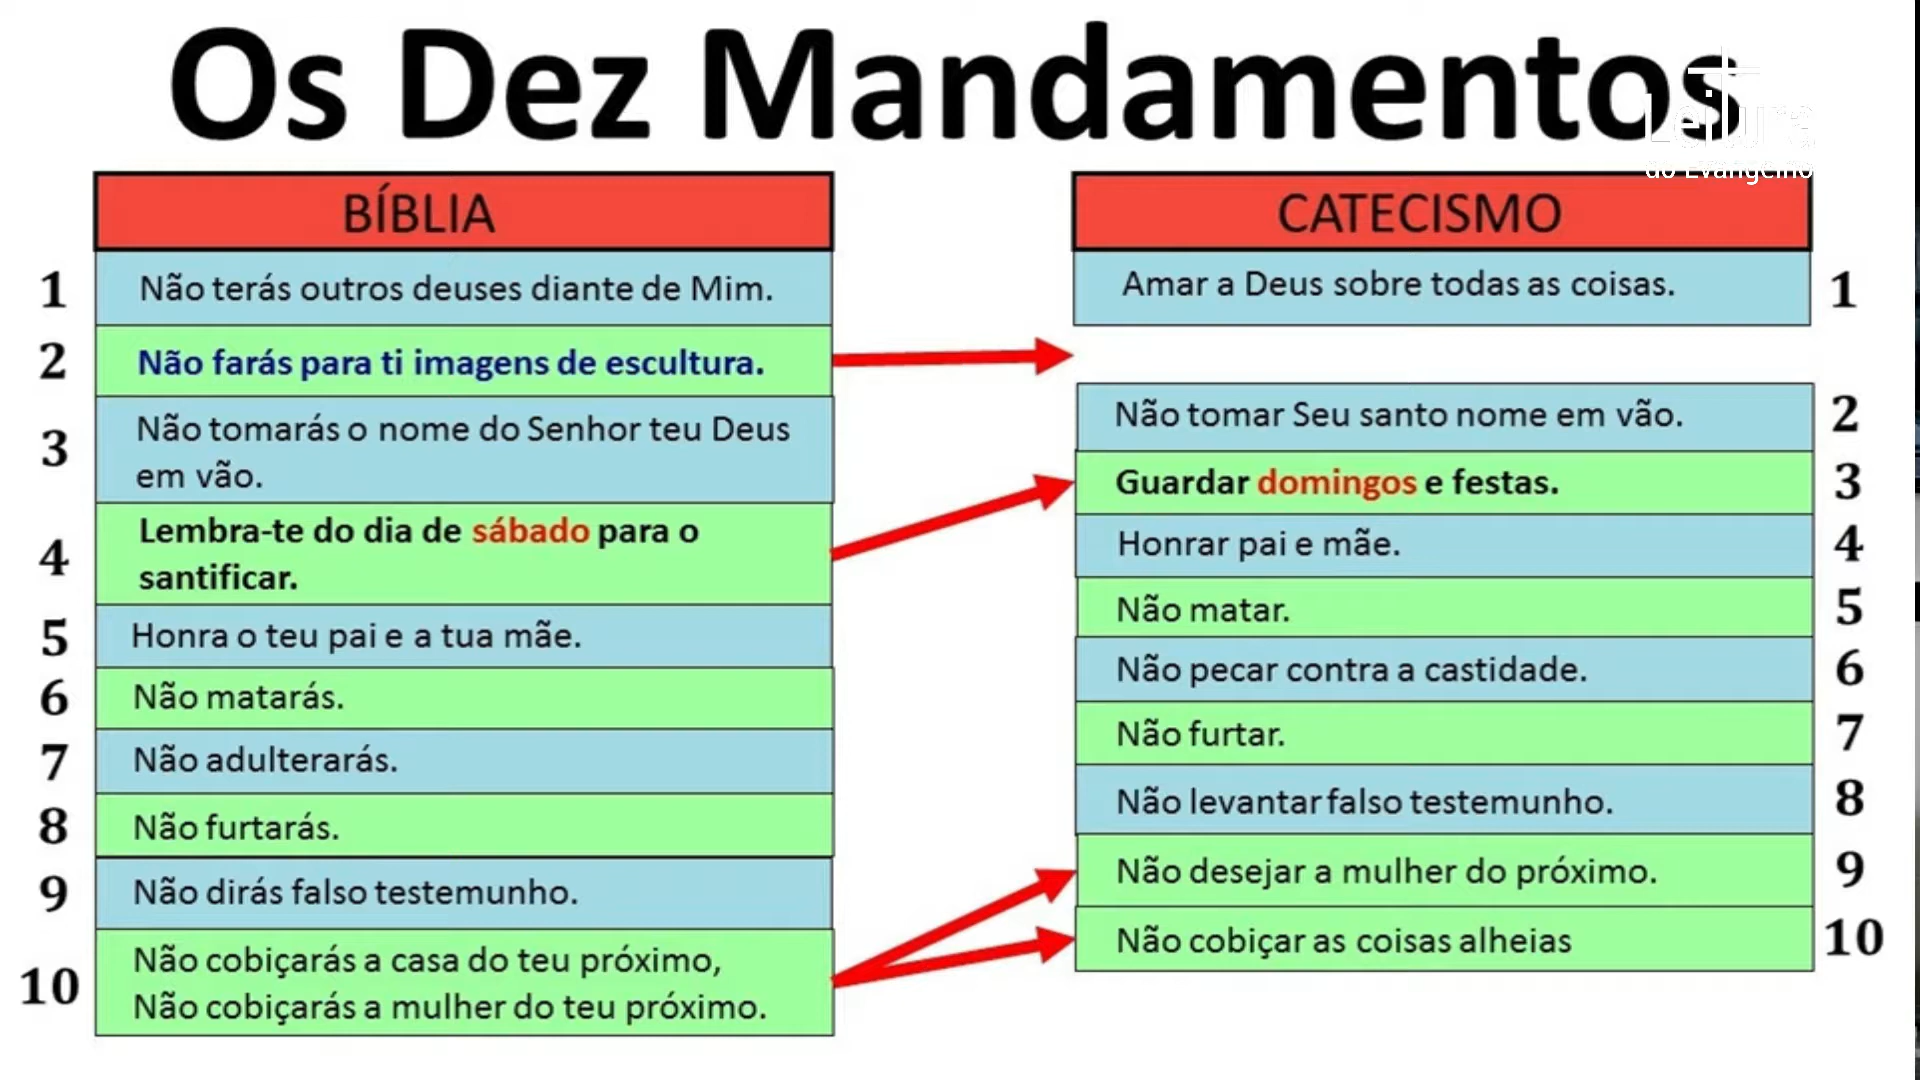 Os Dez Mandamentos
Leitura
do Evangelho
BÍBLIA
1
Não terás outros deuses diante de Mim.
2
Não farás para ti imagens de escultura.
3
Não tomarás o nome do Senhor teu Deus
em vão.
4
Lembra-te do dia de sábado para o
santificar.
5
Honra o teu pai e a tua mãe.
6
Não matarás.
7
Não adulterarás.
8
Não furtarás.
9
Não dirás falso testemunho.
10
Não cobiçarás a casa do teu próximo,
Não cobiçarás a mulher do teu próximo.
CATECISMO
Amar a Deus sobre todas as coisas.
1
Não tomar Seu santo nome em vão.
2
Guardar domingos e festas.
3
Honrar pai e mãe.
4
Não matar.
5
Não pecar contra a castidade.
6
Não furtar.
7
Não levantar falso testemunho.
8
Não desejar a mulher do próximo.
9
Não cobiçar as coisas alheias
10